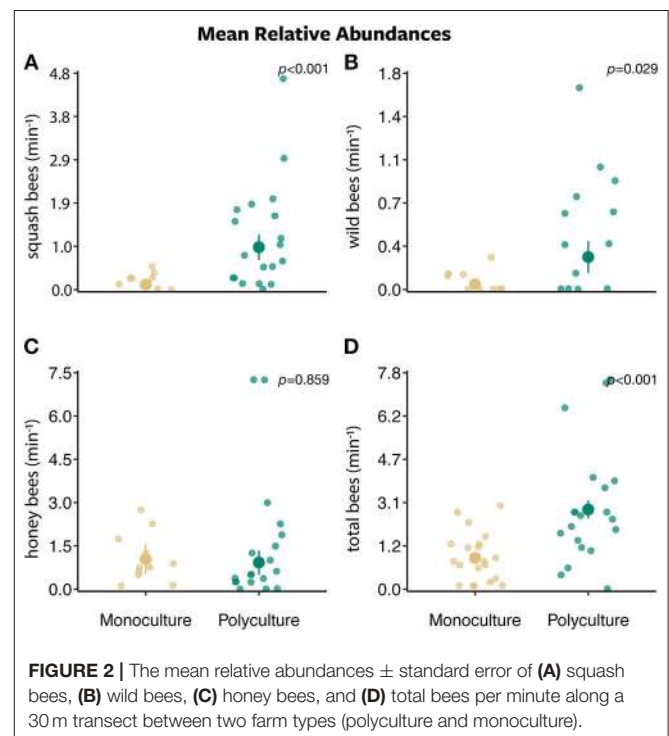 Mean Relative Abundances
A
p<0.001
squash bees (min⁻¹)
4.8
3.8
2.9
1.9
1.0
0.0
B
p=0.029
wild bees (min⁻¹)
1.8
1.4
1.1
0.7
0.4
0.0
C
p=0.859
honey bees (min⁻¹)
7.5
6.0
4.5
3.0
1.5
0.0
Monoculture
Polyculture
D
p<0.001
total bees (min⁻¹)
7.8
6.2
4.7
3.1
1.2
0.0
Monoculture
Polyculture
FIGURE 2 | The mean relative abundances ± standard error of (A) squash
bees, (B) wild bees, (C) honey bees, and (D) total bees per minute along a
30 m transect between two farm types (polyculture and monoculture).